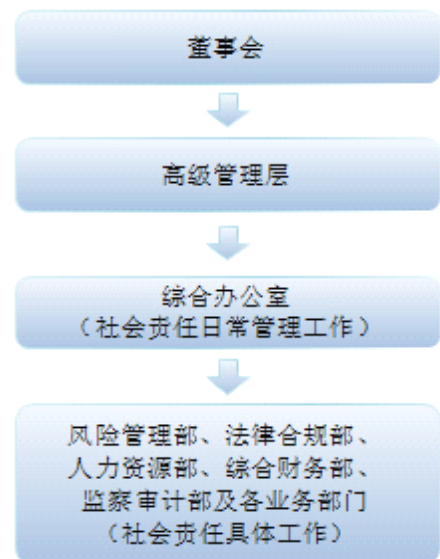 董事会
高级管理层
综合办公室
（社会责任日常管理工作）
风险管理部、法律合规部、
人力资源部、综合财务部、
监察审计部及各业务部门
（社会责任具体工作）